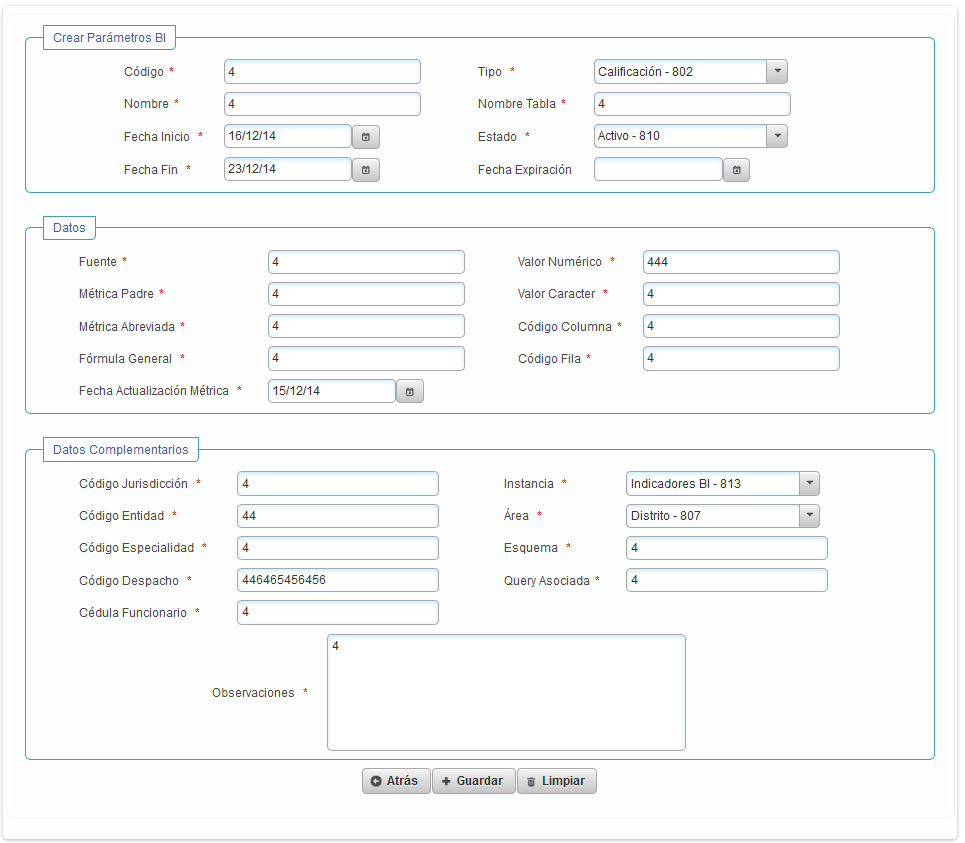 Crear Parámetros BI
Código * 4 Tipo * Calificación - 802
Nombre * 4 Nombre Tabla * 4
Fecha Inicio * 16/12/14 Estado * Activo - 810
Fecha Fin * 23/12/14 Fecha Expiración
Datos
Fuente * 4 Valor Numérico * 444
Métrica Padre * 4 Valor Caracter * 4
Métrica Abreviada * 4 Código Columna * 4
Fórmula General * 4 Código Fila * 4
Fecha Actualización Métrica * 15/12/14
Datos Complementarios
Código Jurisdicción * 4 Instancia * Indicadores BI - 813
Código Entidad * 44 Área * Distrito - 807
Código Especialidad * 4 Esquema * 4
Código Despacho * 446465456456 Query Asociada * 4
Cédula Funcionario * 4
Observaciones * 4
Atrás Guardar Limpiar